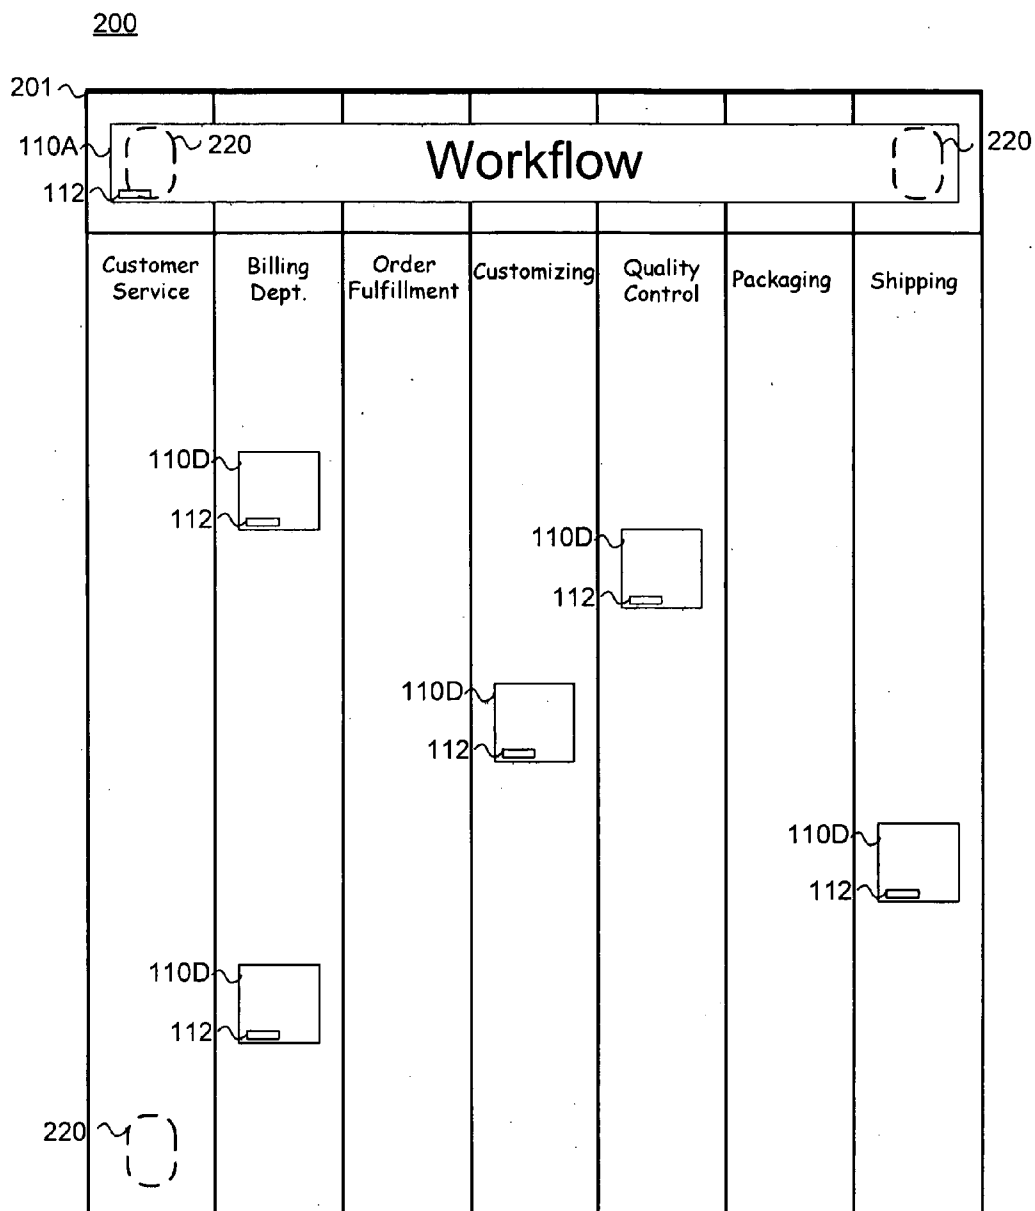 200
201
110A
220
Workflow
220
112
Customer
Service
Billing
Dept.
Order
Fulfillment
Customizing
Quality
Control
Packaging
Shipping
110D
112
110D
112
110D
112
110D
112
110D
112
220